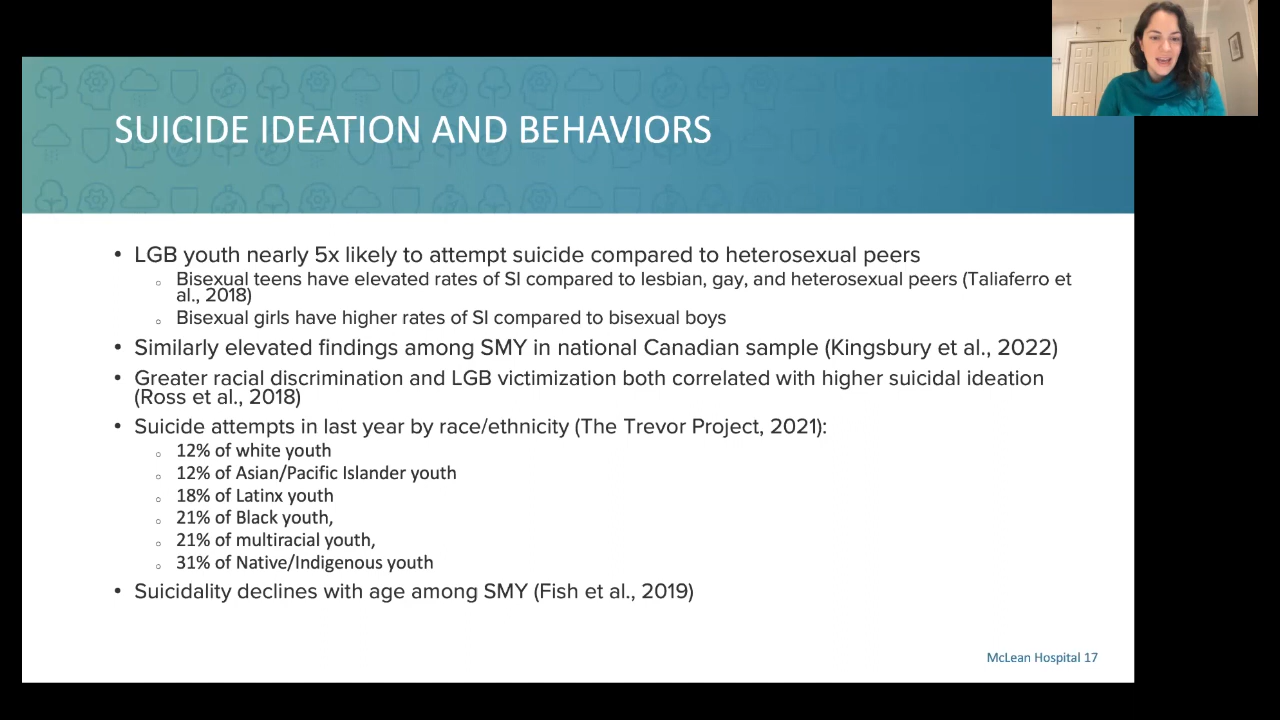 SUICIDE IDEATION AND BEHAVIORS
• LGB youth nearly 5x likely to attempt suicide compared to heterosexual peers
○ Bisexual teens have elevated rates of SI compared to lesbian, gay, and heterosexual peers (Taliaferro et
al., 2018)
○ Bisexual girls have higher rates of SI compared to bisexual boys
• Similarly elevated findings among SMY in national Canadian sample (Kingsbury et al., 2022)
• Greater racial discrimination and LGB victimization both correlated with higher suicidal ideation
(Ross et al., 2018)
• Suicide attempts in last year by race/ethnicity (The Trevor Project, 2021):
○ 12% of white youth
○ 12% of Asian/Pacific Islander youth
○ 18% of Latinx youth
○ 21% of Black youth,
○ 21% of multiracial youth,
○ 31% of Native/Indigenous youth
• Suicidality declines with age among SMY (Fish et al., 2019)
McLean Hospital 17